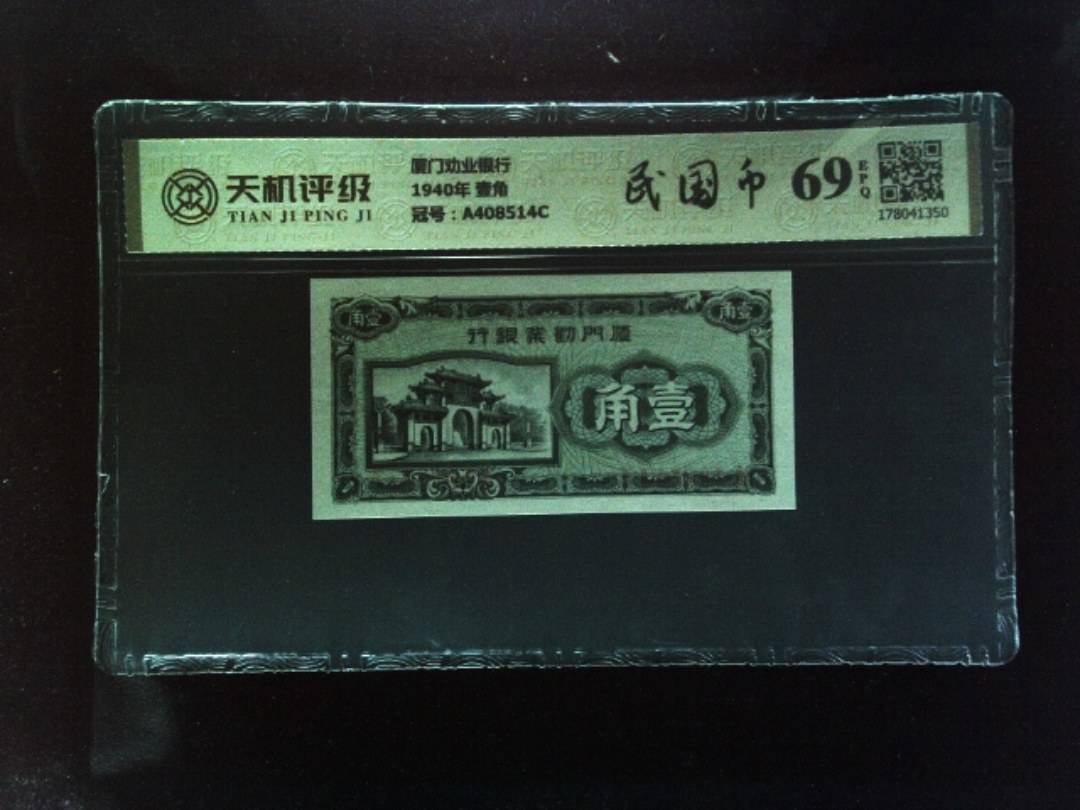 天机评级
TIAN JI PING JI
厦门劝业银行
1940年 壹角
冠号：A408514C
民国币
69
EPQ
178041350
角壹
角壹
行銀業勸門廈
角壹